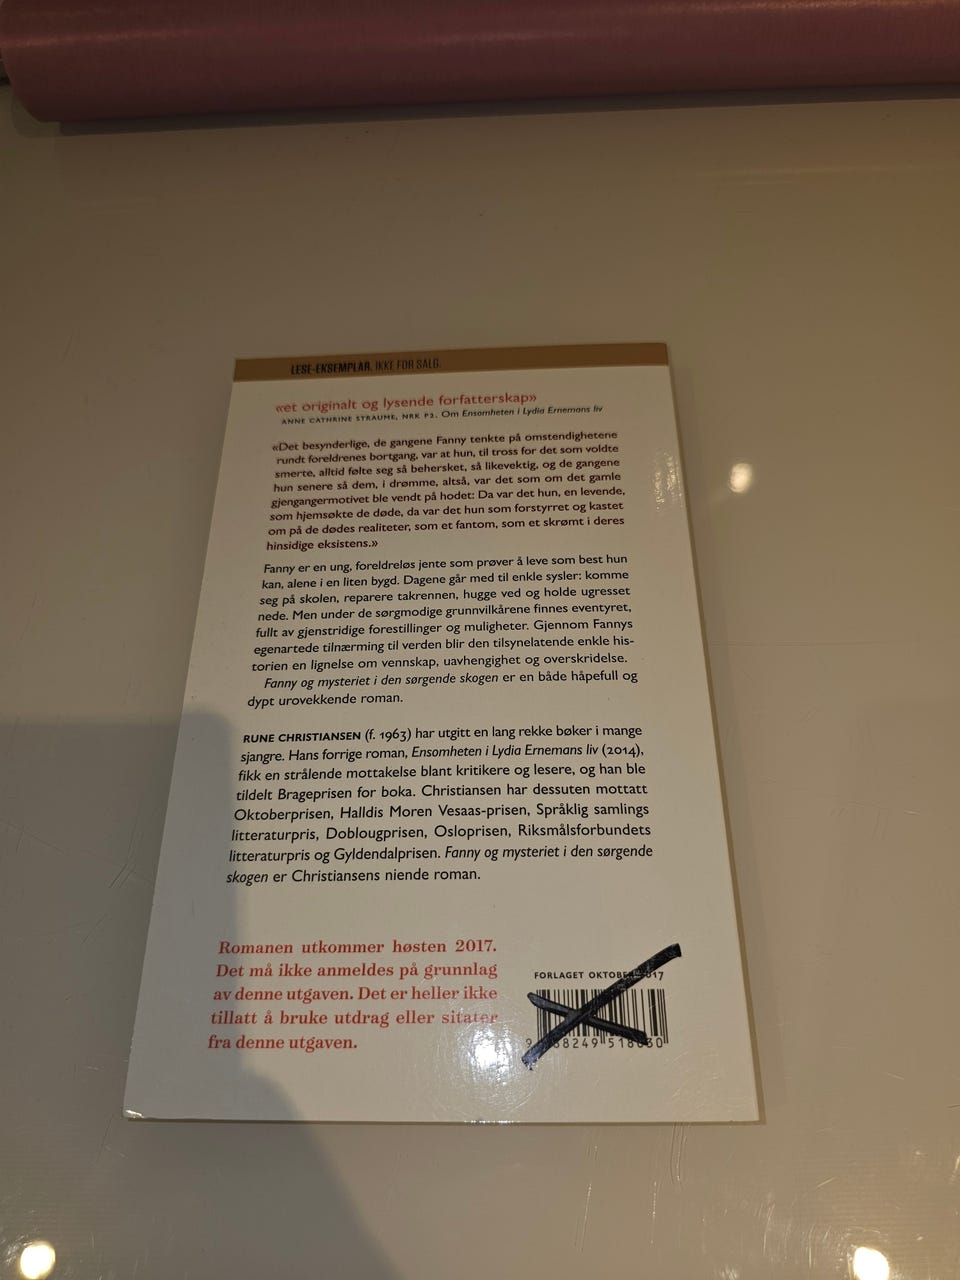 LESE-EKSEMPLAR. IKKE FOR SALG.
«et originalt og lysende forfatterskap»
ANNE CATHRINE STRAUME, NRK P2. Om Ensomheten i Lydia Ernemans liv
«Det besynderlige, de gangene Fanny tenkte på omstendighetene
rundt foreldrenes bortgang, var at hun, til tross for det som voldte
smerte, alltid følte seg så behersket, så likevektig, og de gangene
hun senere så dem, i drømme, altså, var det som om det gamle
gjengangermotivet ble vendt på hodet: Da var det hun, en levende,
som hjemsøkte de døde, da var det hun som forstyrret og kastet
om på de dødes realiteter, som et fantom, som et skrømt i deres
hinsidige eksistens.»
Fanny er en ung, foreldreløs jente som prøver å leve som best hun
kan, alene i en liten bygd. Dagene går med til enkle sysler: komme
seg på skolen, reparere takrennen, hugge ved og holde ugresset
nede. Men under de sørgmodige grunnvilkårene finnes eventyret,
fullt av gjenstridige forestillinger og muligheter. Gjennom Fannys
egenartede tilnærming til verden blir den tilsynelatende enkle his-
torien en lignelse om vennskap, uavhengighet og overskridelse.
Fanny og mysteriet i den sørgende skogen er en både håpefull og
dypt urovekkende roman.
RUNE CHRISTIANSEN (f. 1963) har utgitt en lang rekke bøker i mange
sjangre. Hans forrige roman, Ensomheten i Lydia Ernemans liv (2014),
fikk en strålende mottakelse blant kritikere og lesere, og han ble
tildelt Brageprisen for boka. Christiansen har dessuten mottatt
Oktoberprisen, Halldis Moren Vesaas-prisen, Språklig samlings
litteraturpris, Doblougprisen, Osloprisen, Riksmålsforbundets
litteraturpris og Gyldendalprisen. Fanny og mysteriet i den sørgende
skogen er Christiansens niende roman.
Romanen utkommer høsten 2017.
Det må ikke anmeldes på grunnlag
av denne utgaven. Det er heller ikke
tillatt å bruke utdrag eller sitater
fra denne utgaven.
FORLAGET OKTOBER 2017